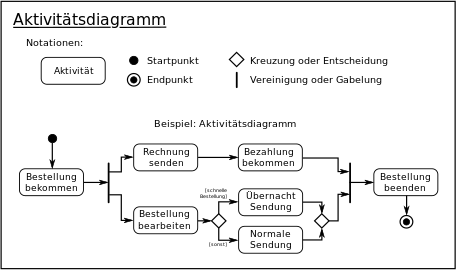 Aktivitätsdiagramm
Notationen:
Aktivität
Startpunkt
Endpunkt
Kreuzung oder Entscheidung
Vereinigung oder Gabelung
Beispiel: Aktivitätsdiagramm
Bestellung
bekommen
Rechnung
senden
Bezahlung
bekommen
Bestellung
bearbeiten
[schnelle
Bestellung]
[sonst]
Übernacht
Sendung
Normale
Sendung
Bestellung
beenden